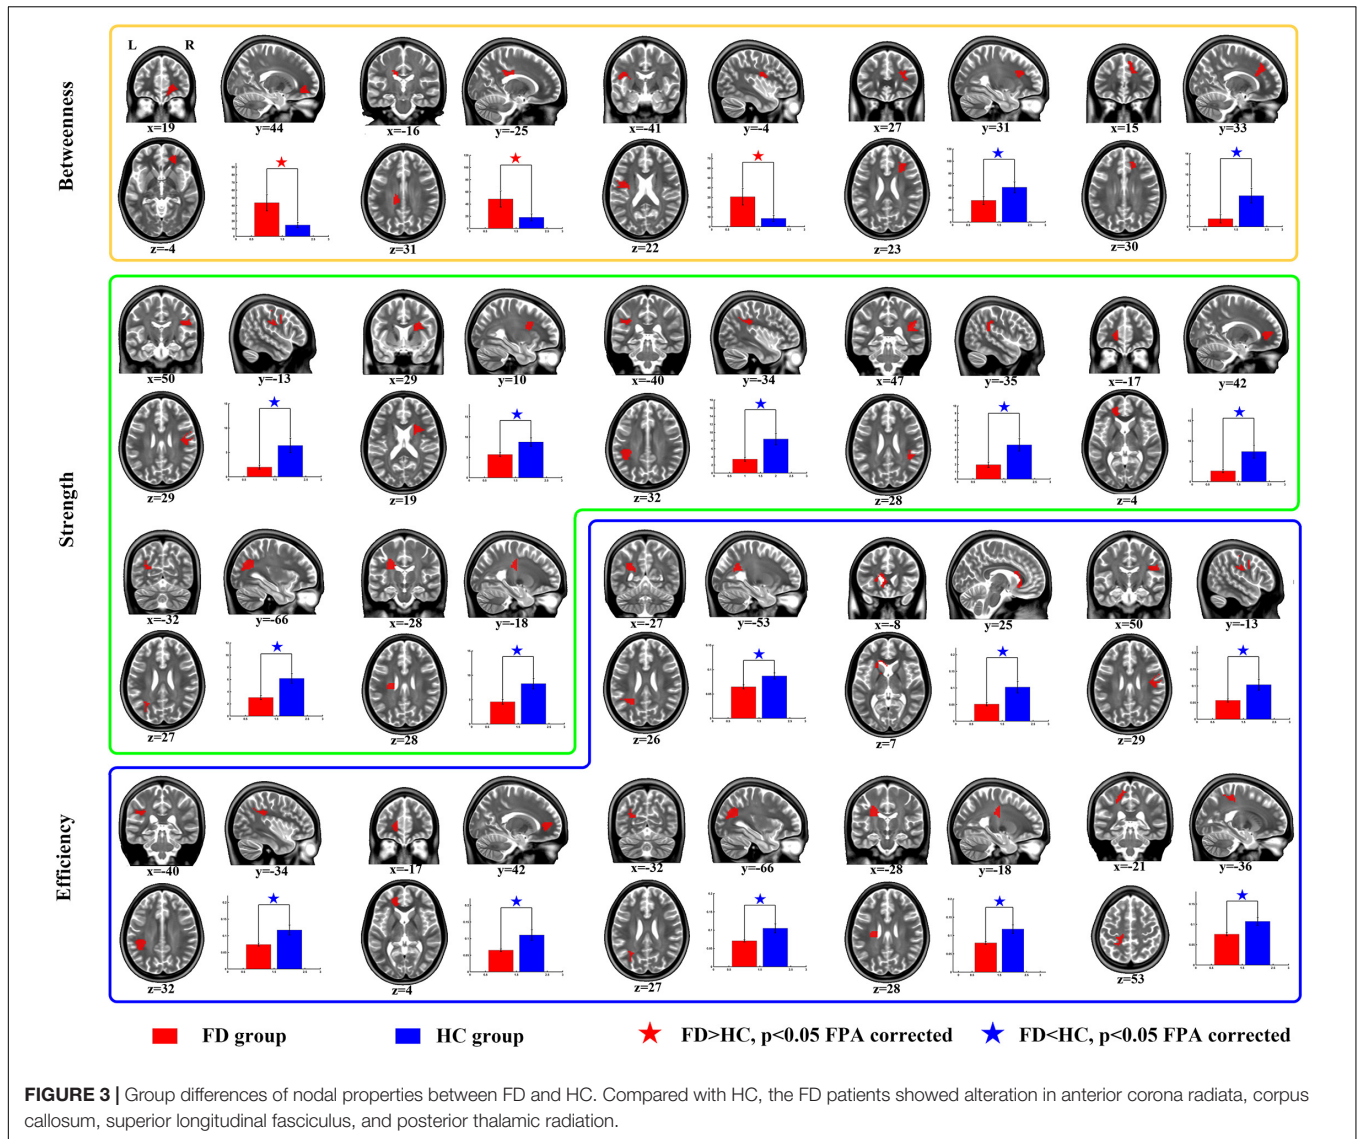 Betweenness
L R
x=19 y=44 x=-16 y=-25 x=-41 y=-4 x=27 y=31 x=15 y=33
z=-4 z=31 z=22 z=23 z=30
Strength
x=50 y=-13 x=29 y=10 x=-40 y=-34 x=47 y=-35 x=-17 y=42
z=29 z=19 z=32 z=28 z=4
x=-32 y=-66 x=-28 y=-18 x=-27 y=-53 x=-8 y=25 x=50 y=-13
z=27 z=28 z=26 z=7 z=29
Efficiency
x=-40 y=-34 x=-17 y=42 x=-32 y=-66 x=-28 y=-18 x=-21 y=-36
z=32 z=4 z=27 z=28 z=53
FD group HC group FD>HC, p<0.05 FPA corrected FD<HC, p<0.05 FPA corrected
FIGURE 3 | Group differences of nodal properties between FD and HC. Compared with HC, the FD patients showed alteration in anterior corona radiata, corpus
callosum, superior longitudinal fasciculus, and posterior thalamic radiation.